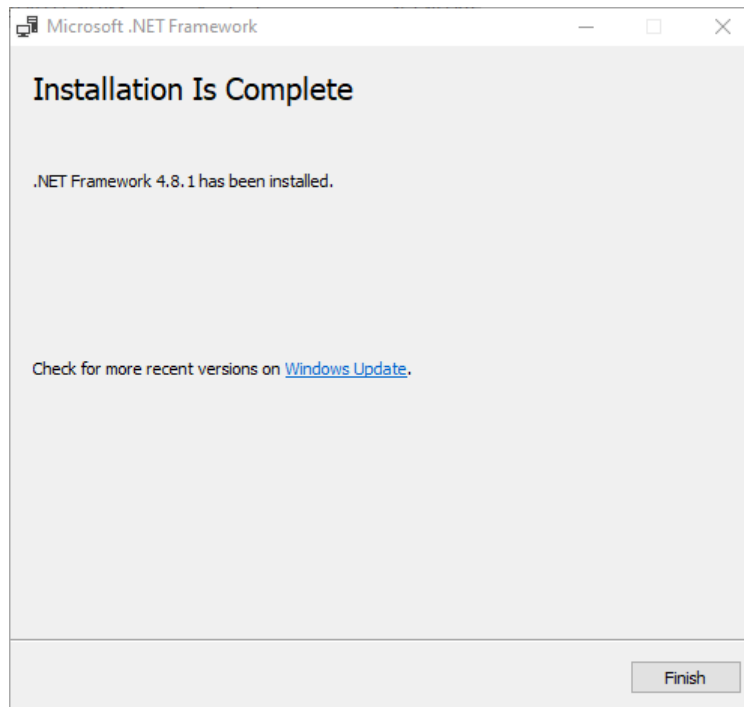 Microsoft .NET Framework
Installation Is Complete
.NET Framework 4.8.1 has been installed.
Check for more recent versions on Windows Update.
Finish